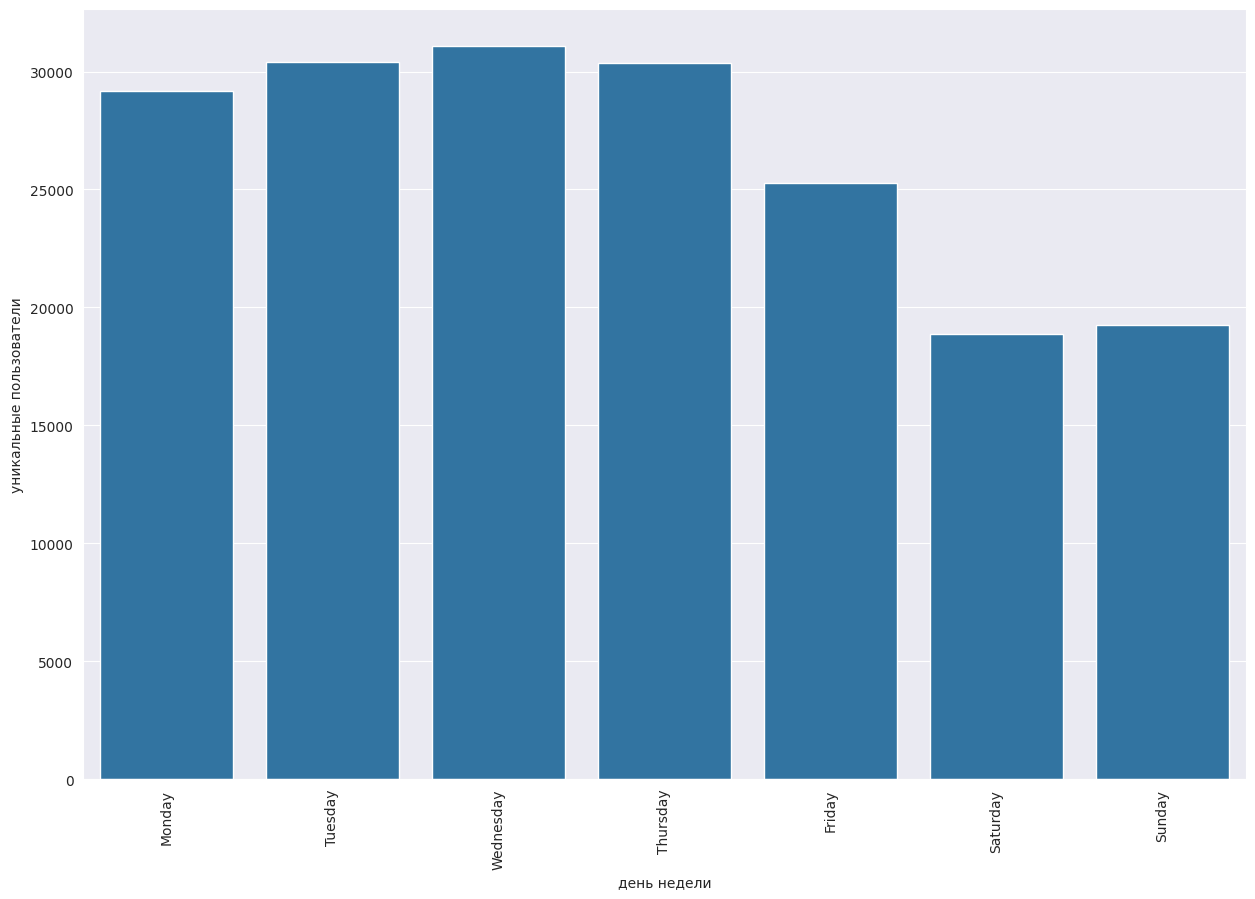 30000
25000
20000
15000
10000
5000
0
уникальные пользователи
Monday
Tuesday
Wednesday
Thursday
Friday
Saturday
Sunday
день недели